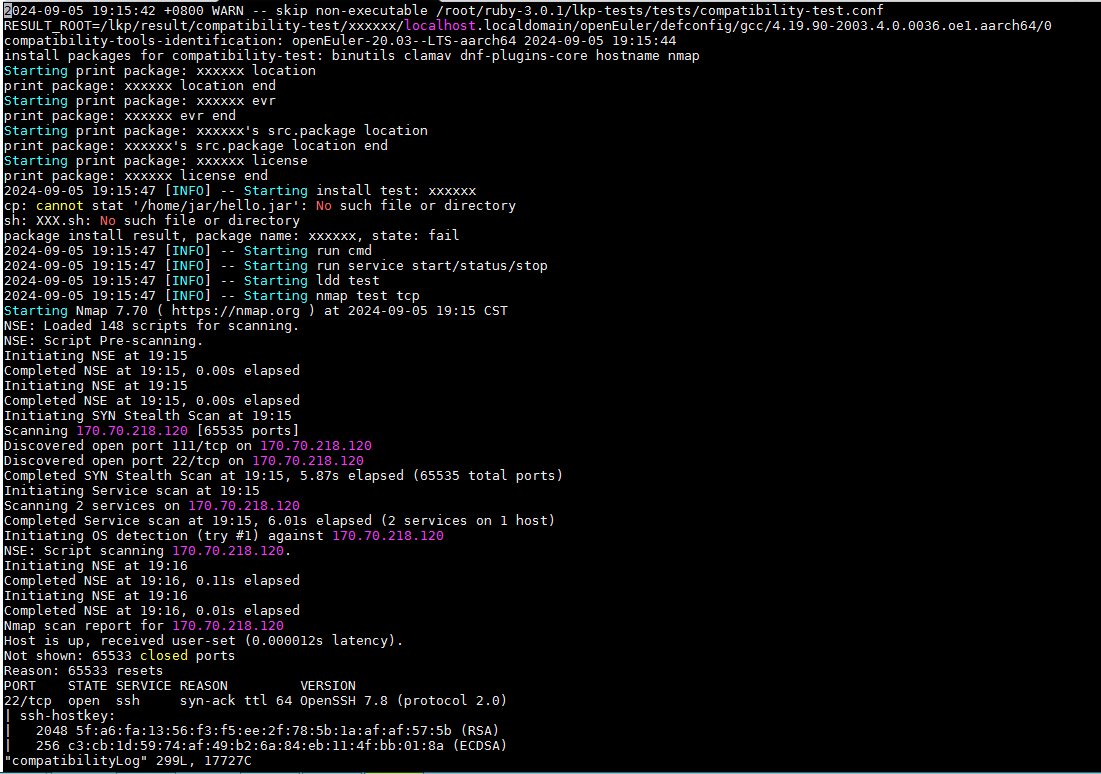 2024-09-05 19:15:42 +0800 WARN -- skip non-executable /root/ruby-3.0.1/lkp-tests/tests/compatibility-test.conf
RESULT_ROOT=/lkp/result/compatibility-test/xxxxxx/localhost.localdomain/openEuler/defconfig/gcc/4.19.90-2003.4.0.0036.oe1.aarch64/0
compatibility-tools-identification: openEuler-20.03--LTS-aarch64 2024-09-05 19:15:44
install packages for compatibility-test: binutils clamav dnf-plugins-core hostname nmap
Starting print package: xxxxxx location
print package: xxxxxx location end
Starting print package: xxxxxx evr
print package: xxxxxx evr end
Starting print package: xxxxxx's src.package location
print package: xxxxxx's src.package location end
Starting print package: xxxxxx license
print package: xxxxxx license end
2024-09-05 19:15:47 [INFO] -- Starting install test: xxxxxx
cp: cannot stat '/home/jar/hello.jar': No such file or directory
sh: XXX.sh: No such file or directory
package install result, package name: xxxxxx, state: fail
2024-09-05 19:15:47 [INFO] -- Starting run cmd
2024-09-05 19:15:47 [INFO] -- Starting run service start/status/stop
2024-09-05 19:15:47 [INFO] -- Starting ldd test
2024-09-05 19:15:47 [INFO] -- Starting nmap test tcp
Starting Nmap 7.70 ( https://nmap.org ) at 2024-09-05 19:15 CST
NSE: Loaded 148 scripts for scanning.
NSE: Script Pre-scanning.
Initiating NSE at 19:15
Completed NSE at 19:15, 0.00s elapsed
Initiating NSE at 19:15
Completed NSE at 19:15, 0.00s elapsed
Initiating SYN Stealth Scan at 19:15
Scanning 170.70.218.120 [65535 ports]
Discovered open port 111/tcp on 170.70.218.120
Discovered open port 22/tcp on 170.70.218.120
Completed SYN Stealth Scan at 19:15, 5.87s elapsed (65535 total ports)
Initiating Service scan at 19:15
Scanning 2 services on 170.70.218.120
Completed Service scan at 19:15, 6.01s elapsed (2 services on 1 host)
Initiating OS detection (try #1) against 170.70.218.120
NSE: Script scanning 170.70.218.120.
Initiating NSE at 19:16
Completed NSE at 19:16, 0.11s elapsed
Initiating NSE at 19:16
Completed NSE at 19:16, 0.01s elapsed
Nmap scan report for 170.70.218.120
Host is up, received user-set (0.000012s latency).
Not shown: 65533 closed ports
Reason: 65533 resets
PORT    STATE SERVICE REASON         VERSION
22/tcp  open  ssh     syn-ack ttl 64 OpenSSH 7.8 (protocol 2.0)
| ssh-hostkey:
|   2048 5f:a6:fa:13:56:f3:f5:ee:2f:78:5b:1a:af:af:57:5b (RSA)
|   256 c3:cb:1d:59:74:af:49:b2:6a:84:eb:11:4f:bb:01:8a (ECDSA)
"compatibilityLog" 299L, 17727C